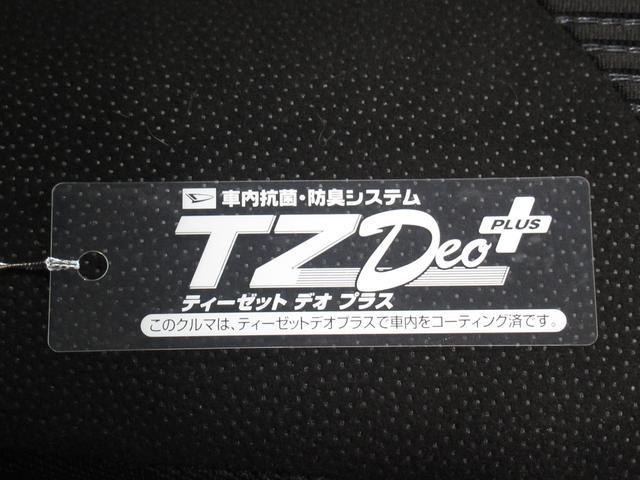 車内抗菌・防臭システム
TZDeo PLUS
ティーゼット デオ プラス
このクルマは、ティーゼットデオプラスで車内をコーティング済です。